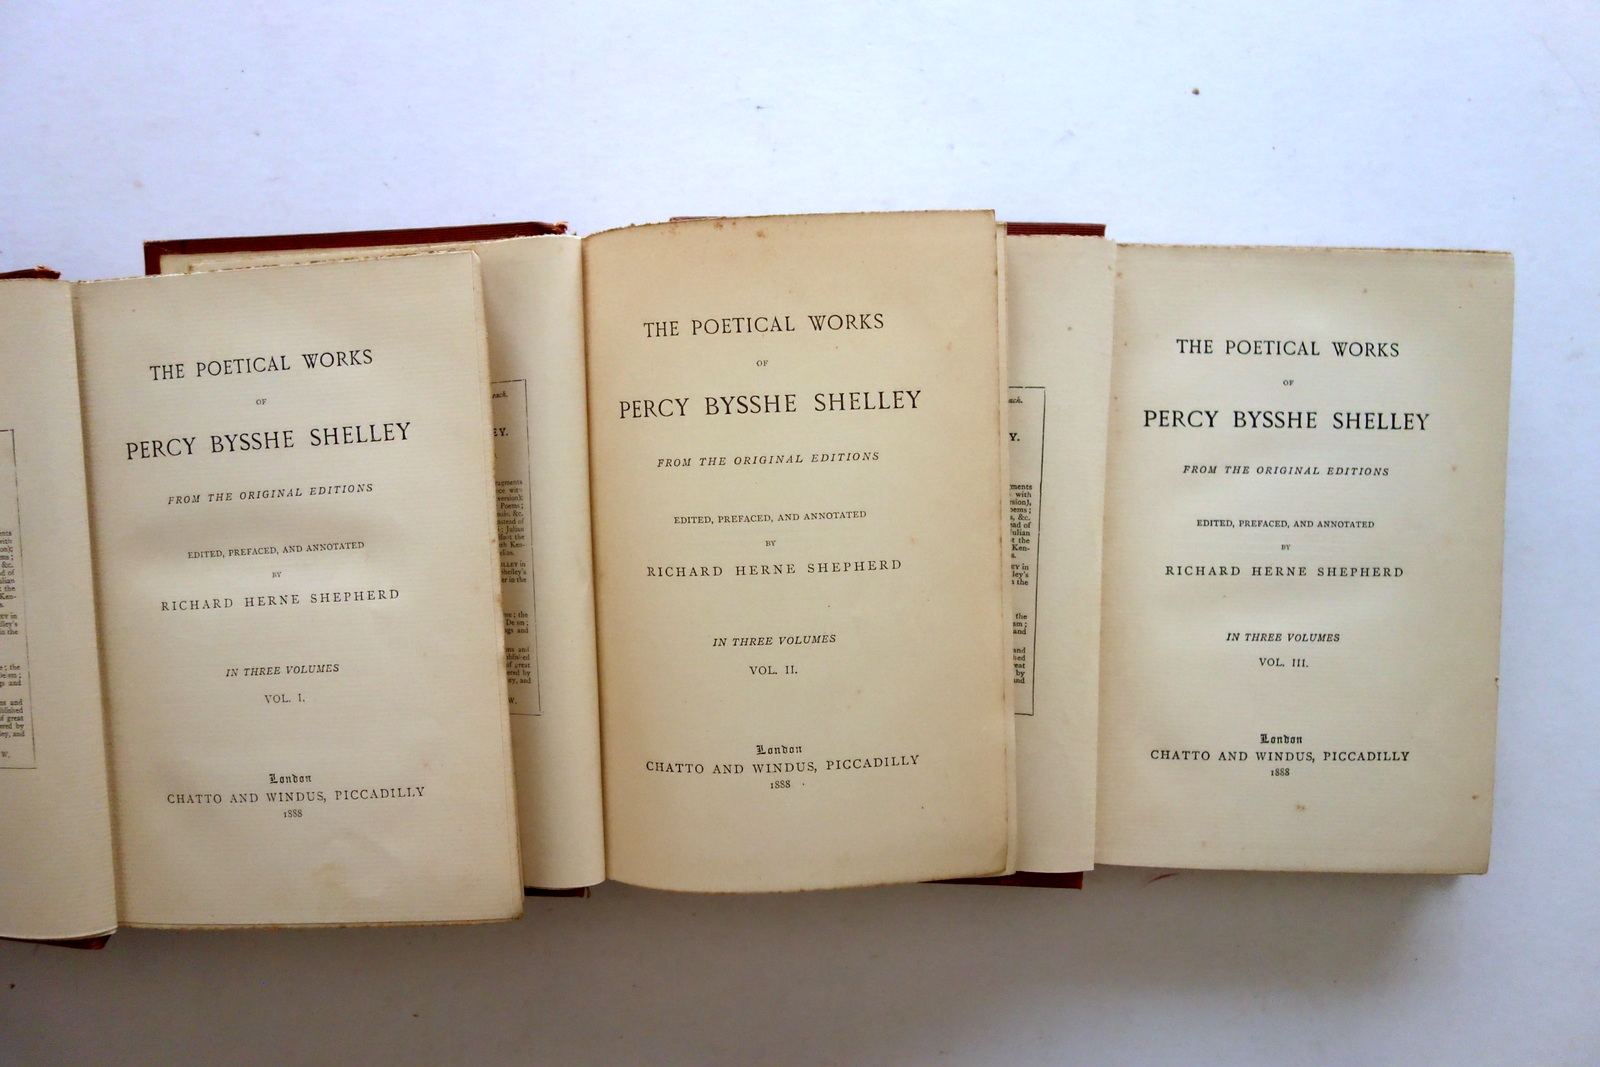 THE POETICAL WORKS
OF
PERCY BYSSHE SHELLEY
FROM THE ORIGINAL EDITIONS
EDITED, PREFACED, AND ANNOTATED
BY
RICHARD HERNE SHEPHERD
IN THREE VOLUMES
VOL. I.
London
CHATTO AND WINDUS, PICCADILLY
1888
THE POETICAL WORKS
OF
PERCY BYSSHE SHELLEY
FROM THE ORIGINAL EDITIONS
EDITED, PREFACED, AND ANNOTATED
BY
RICHARD HERNE SHEPHERD
IN THREE VOLUMES
VOL. II.
London
CHATTO AND WINDUS, PICCADILLY
1888
THE POETICAL WORKS
OF
PERCY BYSSHE SHELLEY
FROM THE ORIGINAL EDITIONS
EDITED, PREFACED, AND ANNOTATED
BY
RICHARD HERNE SHEPHERD
IN THREE VOLUMES
VOL. III.
London
CHATTO AND WINDUS, PICCADILLY
1888